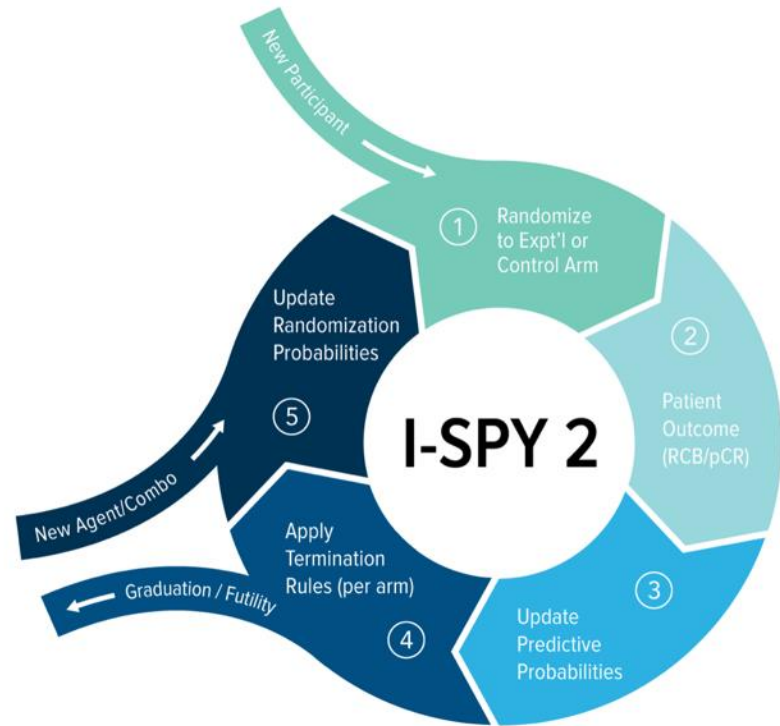 New Participant
1
Randomize
to Expt'l or
Control Arm
2
Patient
Outcome
(RCB/pCR)
3
Update
Predictive
Probabilities
4
Apply
Termination
Rules (per arm)
Graduation / Futility
5
Update
Randomization
Probabilities
New Agent/Combo
I-SPY 2